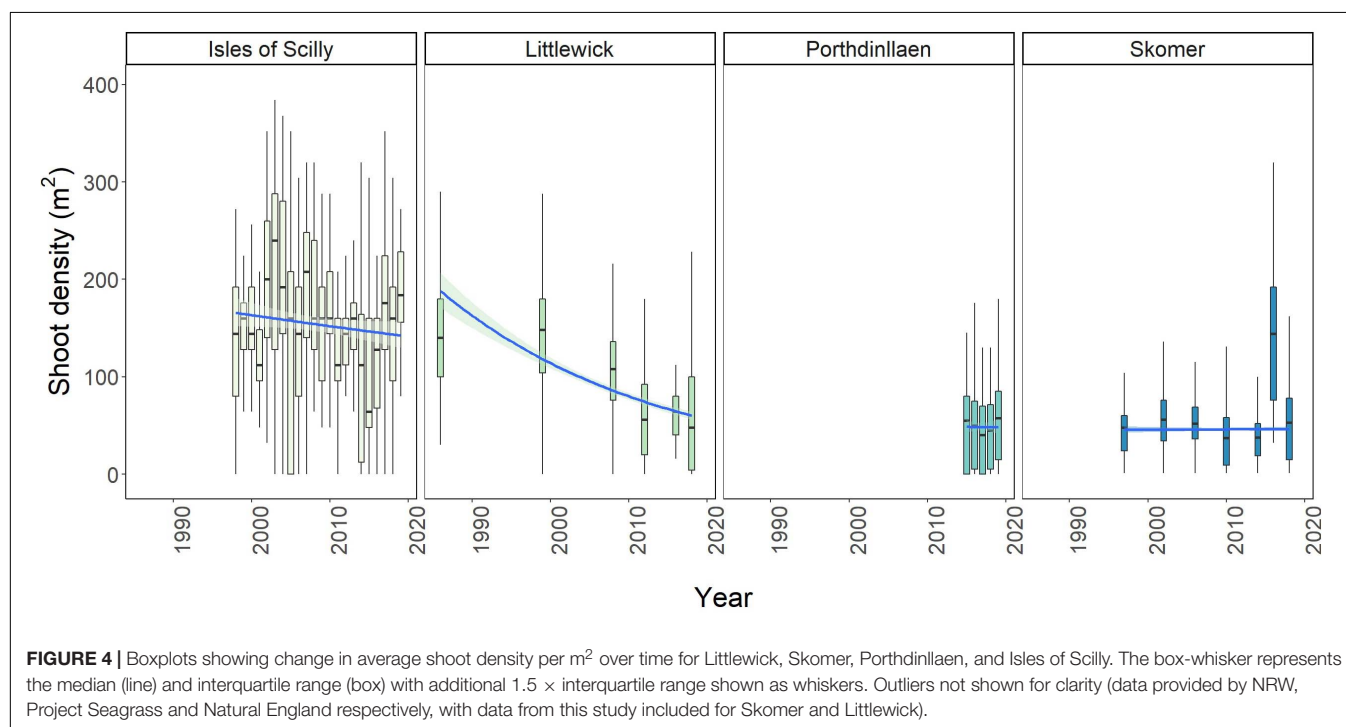 Isles of Scilly
Littlewick
Porthdinllaen
Skomer
400
300
200
100
0
Shoot density (m²)
1990
2000
2010
2020
1990
2000
2010
2020
1990
2000
2010
2020
1990
2000
2010
2020
Year
FIGURE 4 | Boxplots showing change in average shoot density per m² over time for Littlewick, Skomer, Porthdinllaen, and Isles of Scilly. The box-whisker represents
the median (line) and interquartile range (box) with additional 1.5 × interquartile range shown as whiskers. Outliers not shown for clarity (data provided by NRW,
Project Seagrass and Natural England respectively, with data from this study included for Skomer and Littlewick).